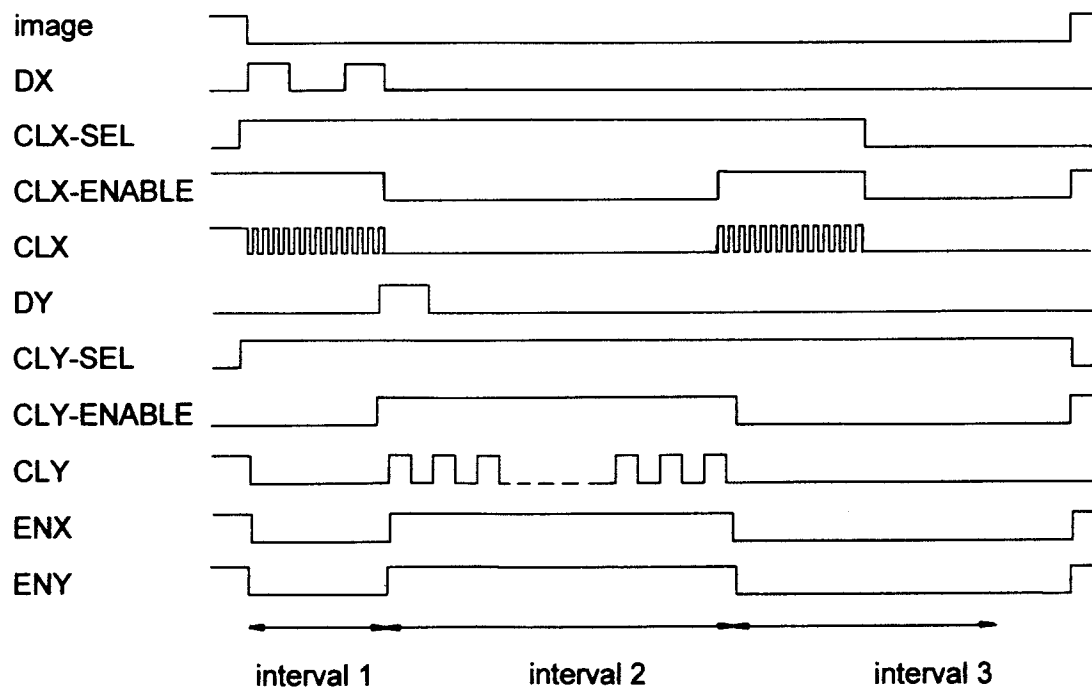 image
DX
CLX-SEL
CLX-ENABLE
CLX
DY
CLY-SEL
CLY-ENABLE
CLY
ENX
ENY
interval 1 interval 2 interval 3